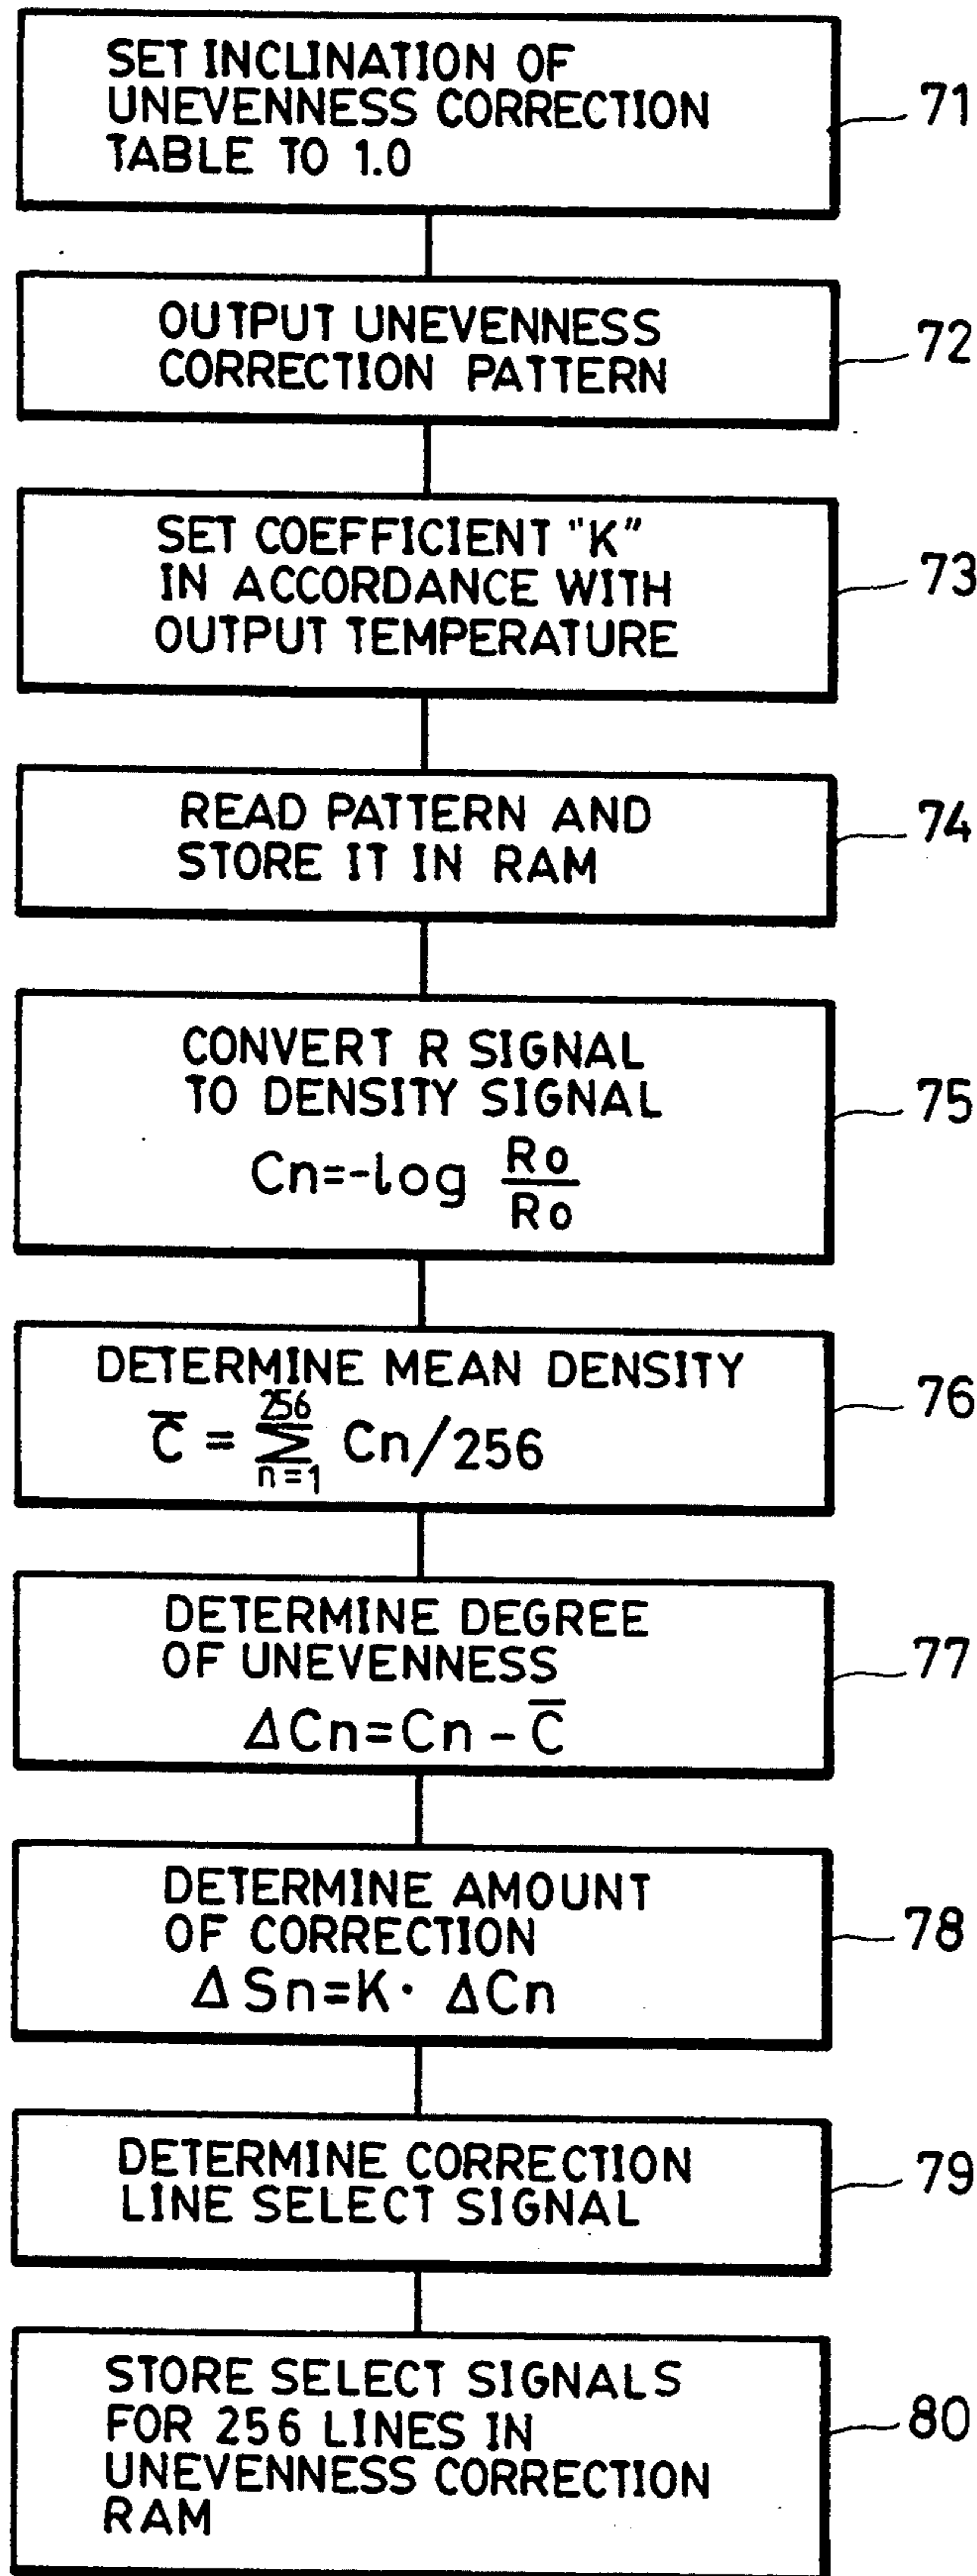 SET INCLINATION OF
UNEVENNESS CORRECTION
TABLE TO 1.0
71
OUTPUT UNEVENNESS
CORRECTION PATTERN
72
SET COEFFICIENT "K"
IN ACCORDANCE WITH
OUTPUT TEMPERATURE
73
READ PATTERN AND
STORE IT IN RAM
74
CONVERT R SIGNAL
TO DENSITY SIGNAL
Cn=-log Ro/Ro
75
DETERMINE MEAN DENSITY
C̅ = 256 Σ n=1 Cn/256
76
DETERMINE DEGREE
OF UNEVENNESS
ΔCn=Cn-C̅
77
DETERMINE AMOUNT
OF CORRECTION
ΔSn=K· ΔCn
78
DETERMINE CORRECTION
LINE SELECT SIGNAL
79
STORE SELECT SIGNALS
FOR 256 LINES IN
UNEVENNESS CORRECTION
RAM
80